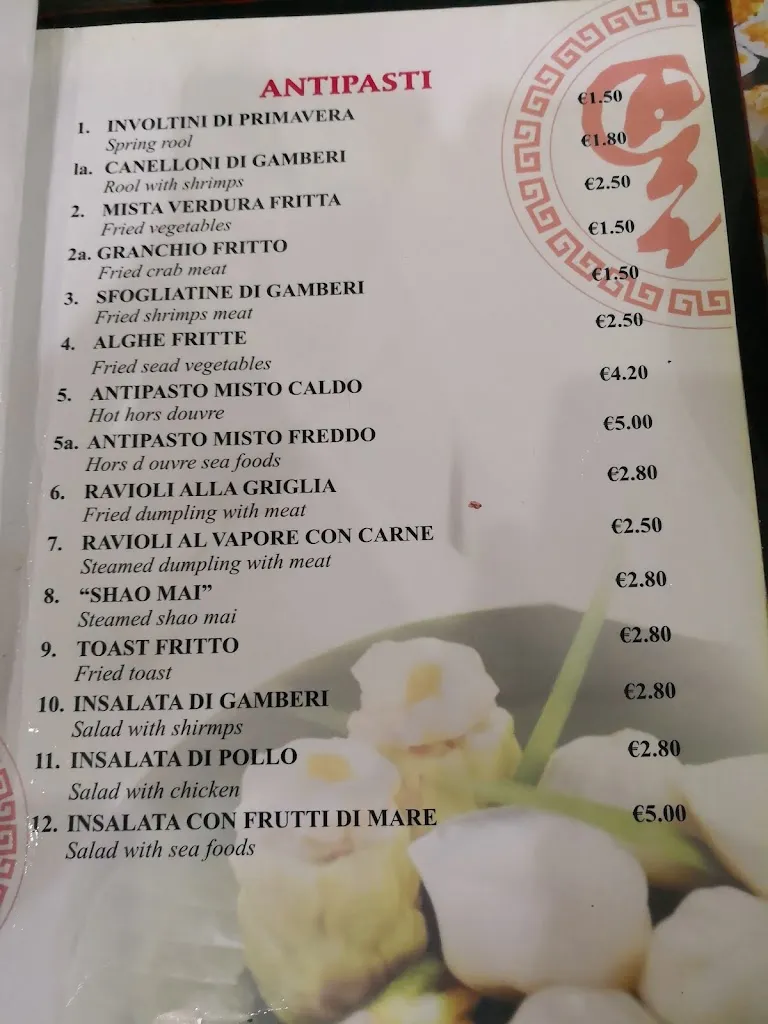 ANTIPASTI
1. INVOLTINI DI PRIMAVERA €1.50
Spring rool
1a. CANELLONI DI GAMBERI €1.80
Rool with shrimps
2. MISTA VERDURA FRITTA €2.50
Fried vegetables
2a. GRANCHIO FRITTO €1.50
Fried crab meat
3. SFOGLIATINE DI GAMBERI €1.50
Fried shrimps meat
4. ALGHE FRITTE €2.50
Fried sead vegetables
5. ANTIPASTO MISTO CALDO €4.20
Hot hors douvre
5a. ANTIPASTO MISTO FREDDO €5.00
Hors d ouvre sea foods
6. RAVIOLI ALLA GRIGLIA €2.80
Fried dumpling with meat
7. RAVIOLI AL VAPORE CON CARNE €2.50
Steamed dumpling with meat
8. “SHAO MAI” €2.80
Steamed shao mai
9. TOAST FRITTO €2.80
Fried toast
10. INSALATA DI GAMBERI €2.80
Salad with shirmps
11. INSALATA DI POLLO €2.80
Salad with chicken
12. INSALATA CON FRUTTI DI MARE €5.00
Salad with sea foods